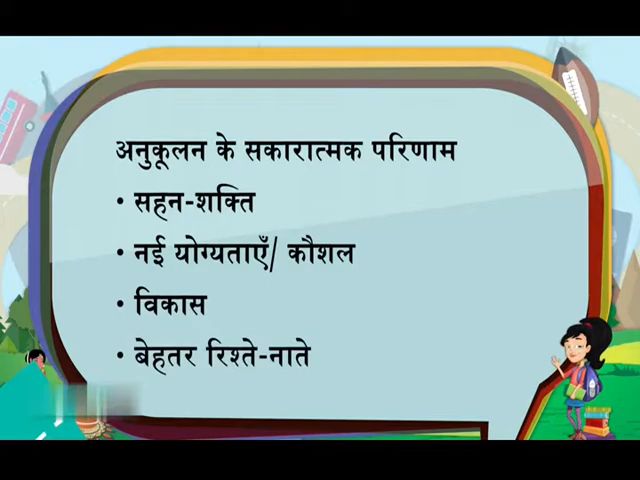 अनुकूलन के सकारात्मक परिणाम
• सहन-शक्ति
• नई योग्यताएँ/ कौशल
• विकास
• बेहतर रिश्ते-नाते